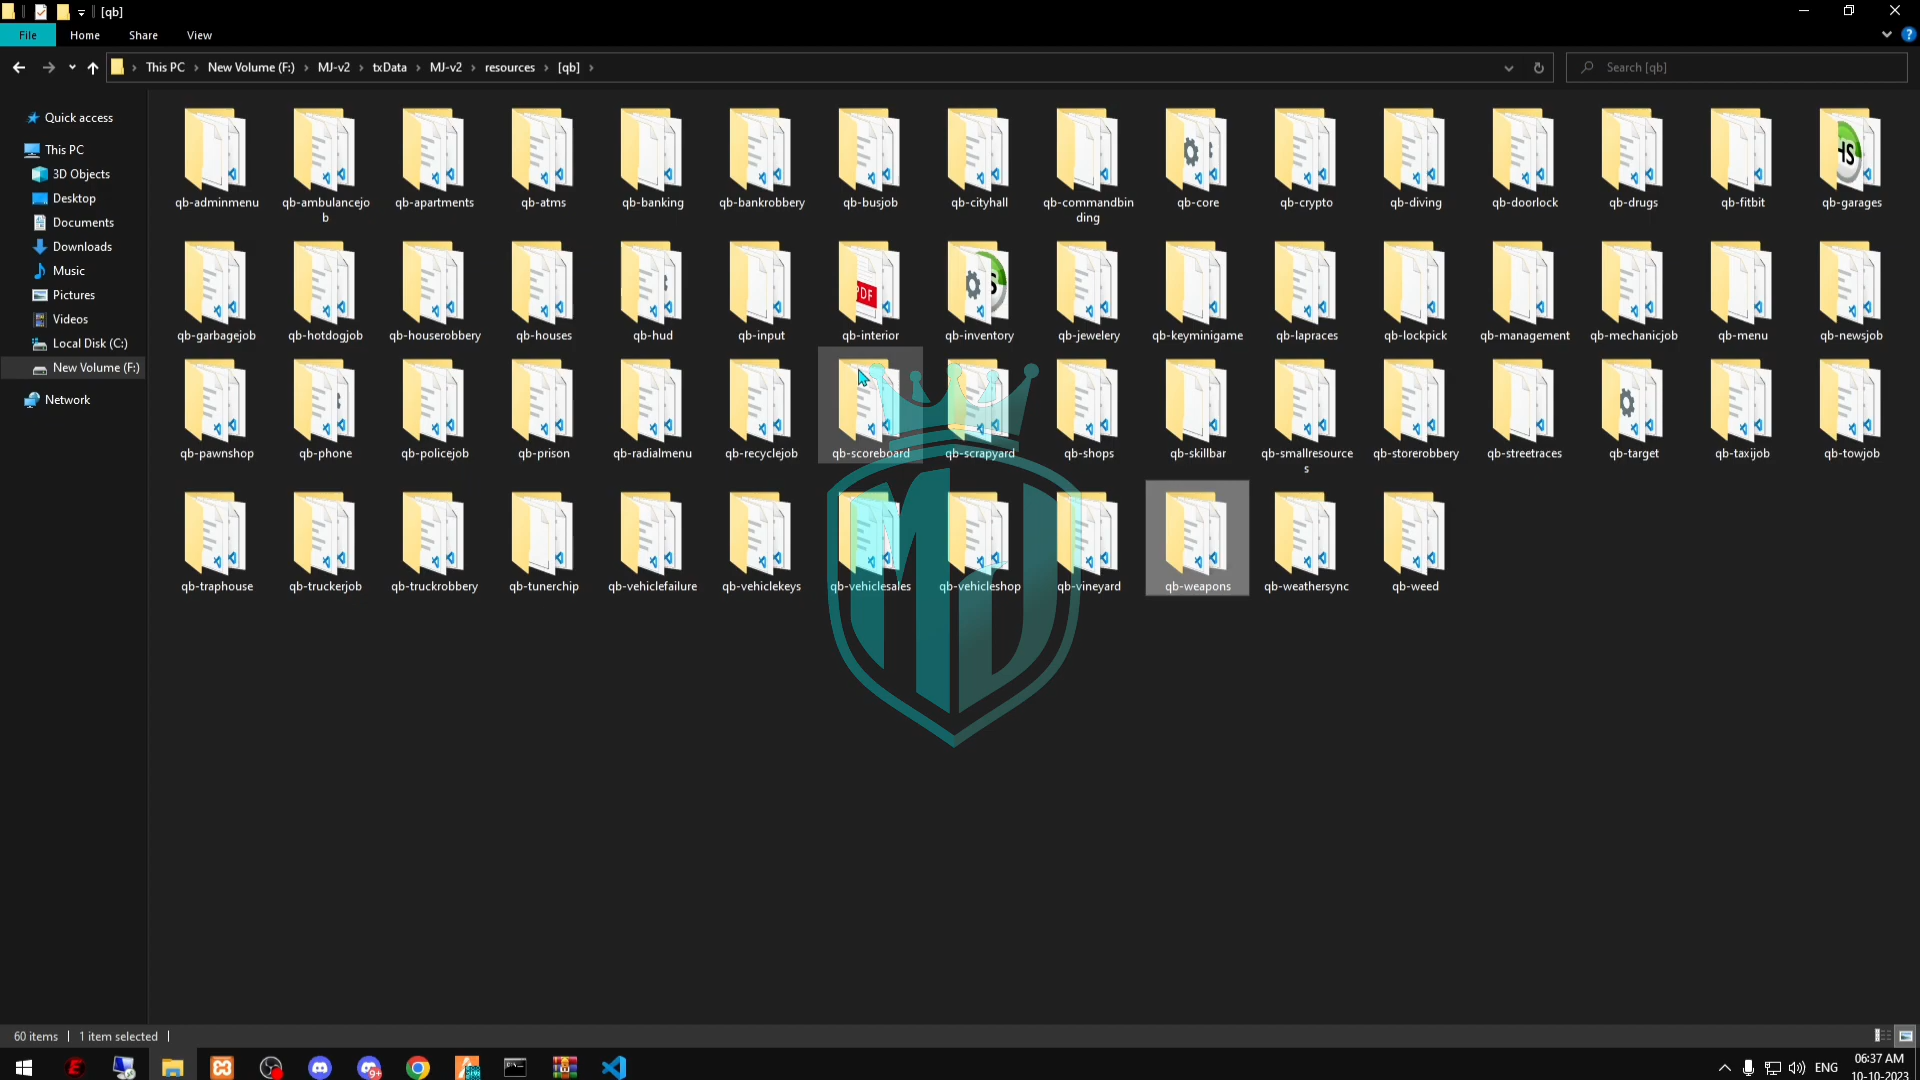 [qb]
File Home Share View
This PC New Volume (F:) MJ-v2 txData MJ-v2 resources [qb]
Search [qb]
Quick access
This PC
3D Objects
Desktop
Documents
Downloads
Music
Pictures
Videos
Local Disk (C:)
New Volume (F:)
Network
qb-adminmenu qb-ambulancejo qb-apartments qb-atms qb-banking qb-bankrobbery qb-busjob qb-cityhall qb-commandbin qb-core qb-crypto qb-diving qb-doorlock qb-drugs qb-fitbit qb-garages
b ding
qb-garbagejob qb-hotdogjob qb-houserobbery qb-houses qb-hud qb-input qb-interior qb-inventory qb-jewelery qb-keyminigame qb-lapraces qb-lockpick qb-management qb-mechanicjob qb-menu qb-newsjob
qb-pawnshop qb-phone qb-policejob qb-prison qb-radialmenu qb-recyclejob qb-scoreboard qb-scrapyard qb-shops qb-skillbar qb-smallresource qb-storerobbery qb-streetraces qb-target qb-taxijob qb-towjob
s
qb-traphouse qb-truckerjob qb-truckrobbery qb-tunerchip qb-vehiclefailure qb-vehiclekeys qb-vehiclesales qb-vehicleshop qb-vineyard qb-weapons qb-weathersync qb-weed
PDF
MJ
60 items 1 item selected
ENG
06:37 AM
10-10-2023